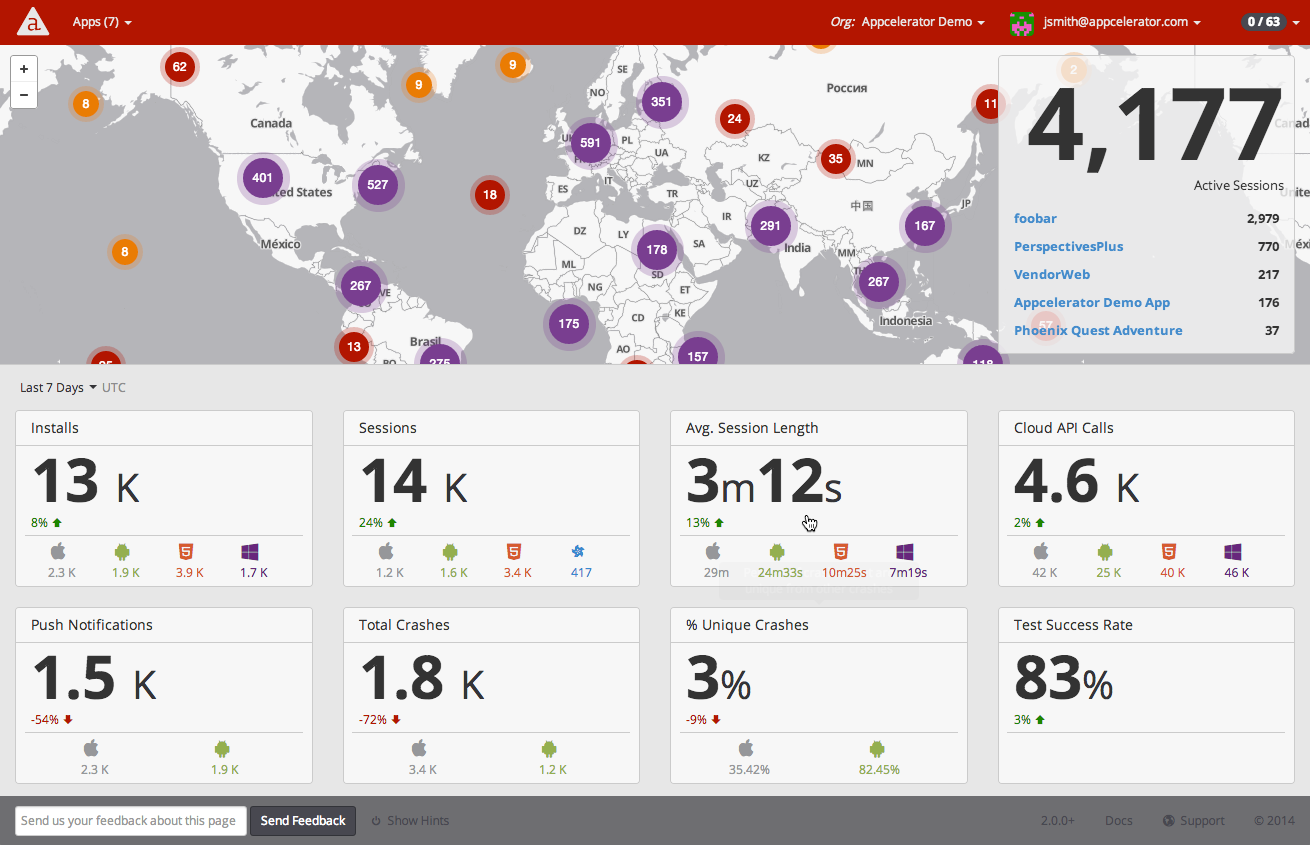 a Apps (7) Org: Appcelerator Demo jsmith@appcelerator.com 0 / 63
+
−
62
9
9
8
351
24
11
2
4,177
Active Sessions
SE
NO
Россия
Canada
591
PL
UA
KZ
35
MN
401
United States
527
18
ES
IT
TR
UZ
中国
JP
IR
291
167
8
México
DZ
LY
178
SA
India
MM
ML
SD
NG
ET
267
VE
267
175
CD
KE
Indonesia
13
Brasil
AO
275
157
118
57
foobar 2,979
PerspectivesPlus 770
VendorWeb 217
Appcelerator Demo App 176
Phoenix Quest Adventure 37
Last 7 Days UTC
Installs
13 K
8%
2.3 K 1.9 K 3.9 K 1.7 K
Sessions
14 K
24%
1.2 K 1.6 K 3.4 K 417
Avg. Session Length
3m12s
13%
29m 24m33s 10m25s 7m19s
Cloud API Calls
4.6 K
2%
42 K 25 K 40 K 46 K
Push Notifications
1.5 K
-54%
2.3 K 1.9 K
Total Crashes
1.8 K
-72%
3.4 K 1.2 K
% Unique Crashes
3%
-9%
35.42% 82.45%
Test Success Rate
83%
3%
Send us your feedback about this page Send Feedback Show Hints 2.0.0+ Docs Support © 2014